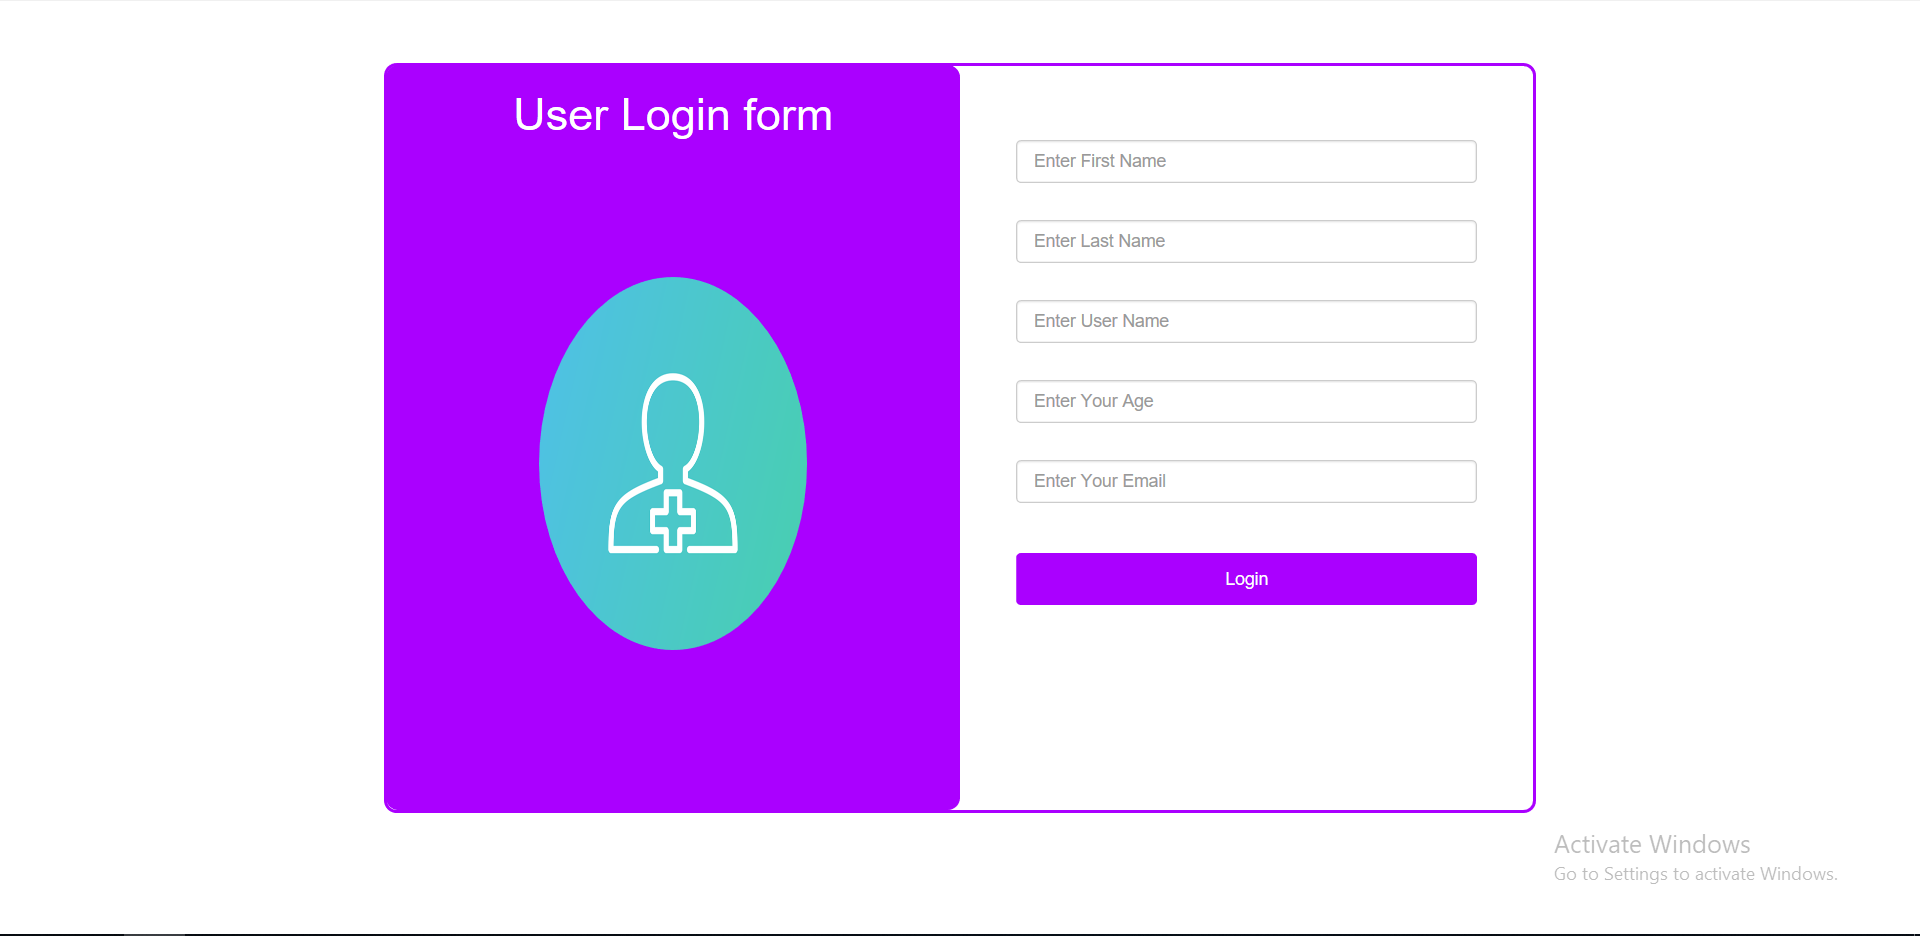 User Login form
Enter First Name
Enter Last Name
Enter User Name
Enter Your Age
Enter Your Email
Login
Activate Windows
Go to Settings to activate Windows.